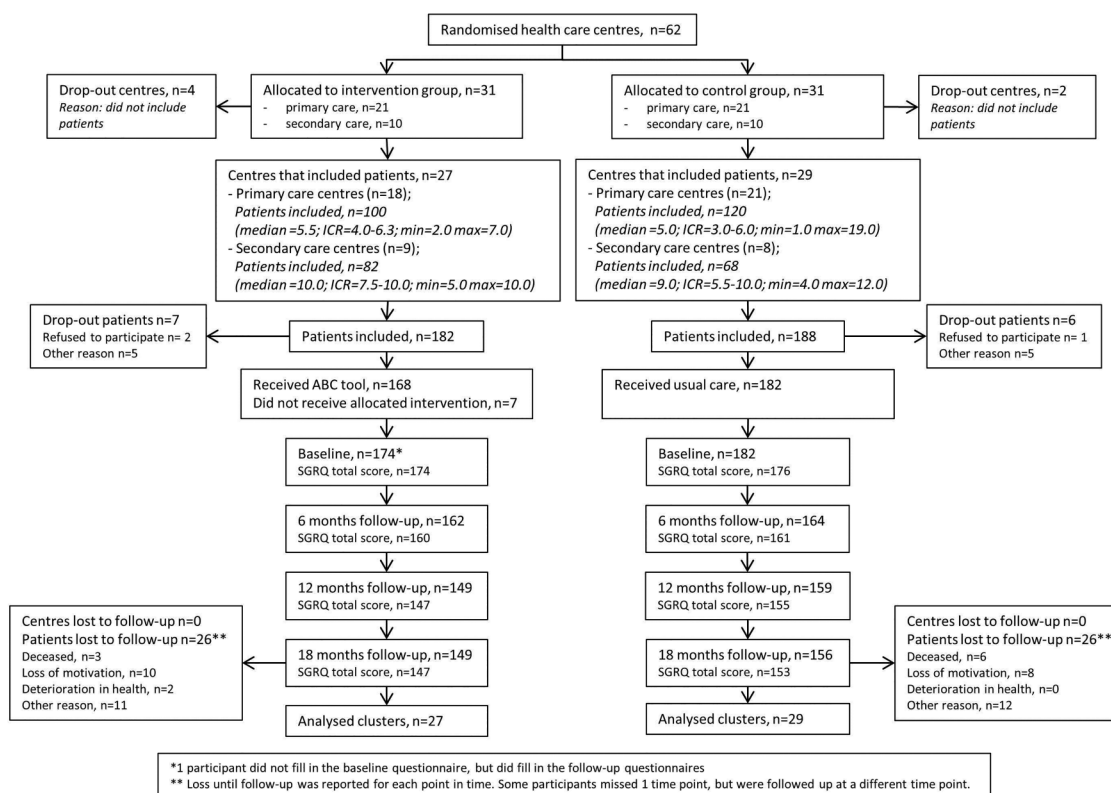 Randomised health care centres, n=62
Drop-out centres, n=4
Reason: did not include
patients
Allocated to intervention group, n=31
- primary care, n=21
- secondary care, n=10
Allocated to control group, n=31
- primary care, n=21
- secondary care, n=10
Drop-out centres, n=2
Reason: did not include
patients
Centres that included patients, n=27
- Primary care centres (n=18);
Patients included, n=100
(median =5.5; ICR=4.0-6.3; min=2.0 max=7.0)
- Secondary care centres (n=9);
Patients included, n=82
(median =10.0; ICR=7.5-10.0; min=5.0 max=10.0)
Centres that included patients, n=29
- Primary care centres (n=21);
Patients included, n=120
(median =5.0; ICR=3.0-6.0; min=1.0 max=19.0)
- Secondary care centres (n=8);
Patients included, n=68
(median =9.0; ICR=5.5-10.0; min=4.0 max=12.0)
Drop-out patients n=7
Refused to participate n= 2
Other reason n=5
Patients included, n=182
Patients included, n=188
Drop-out patients n=6
Refused to participate n= 1
Other reason n=5
Received ABC tool, n=168
Did not receive allocated intervention, n=7
Received usual care, n=182
Baseline, n=174*
SGRQ total score, n=174
Baseline, n=182
SGRQ total score, n=176
6 months follow-up, n=162
SGRQ total score, n=160
6 months follow-up, n=164
SGRQ total score, n=161
12 months follow-up, n=149
SGRQ total score, n=147
12 months follow-up, n=159
SGRQ total score, n=155
Centres lost to follow-up n=0
Patients lost to follow-up n=26**
Deceased, n=3
Loss of motivation, n=10
Deterioration in health, n=2
Other reason, n=11
18 months follow-up, n=149
SGRQ total score, n=147
18 months follow-up, n=156
SGRQ total score, n=153
Centres lost to follow-up n=0
Patients lost to follow-up n=26**
Deceased, n=6
Loss of motivation, n=8
Deterioration in health, n=0
Other reason, n=12
Analysed clusters, n=27
Analysed clusters, n=29
*1 participant did not fill in the baseline questionnaire, but did fill in the follow-up questionnaires
** Loss until follow-up was reported for each point in time. Some participants missed 1 time point, but were followed up at a different time point.